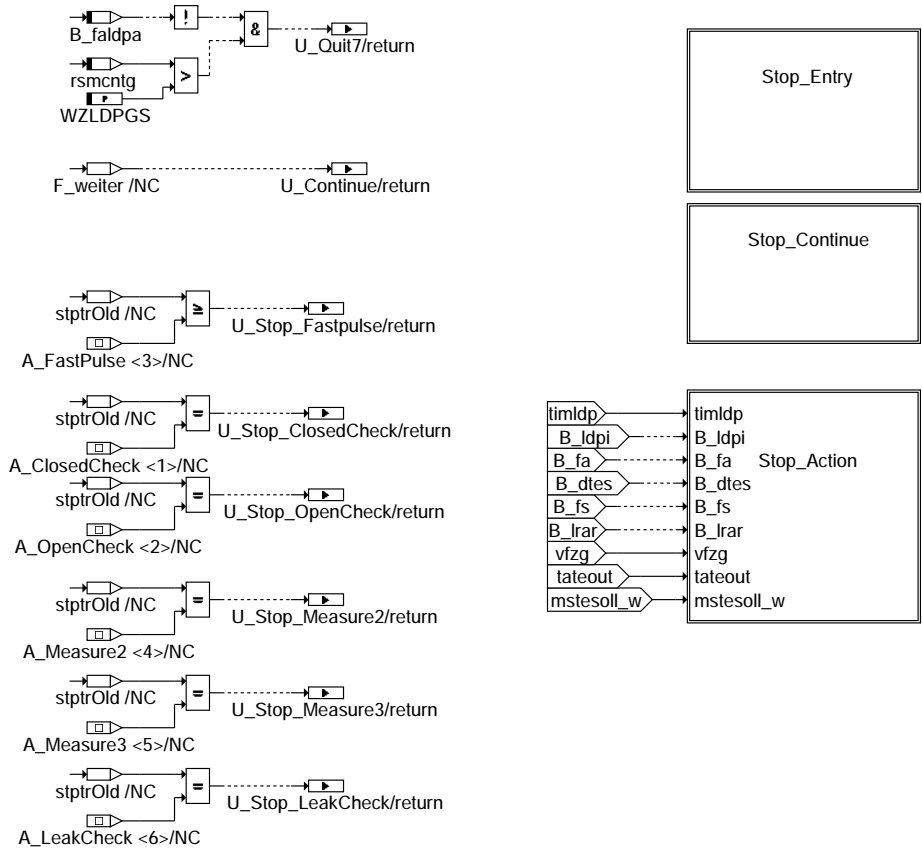 B_faldpa
!
&
U_Quit7/return
rsmcntg
>
P
WZLDPGS
F_weiter /NC
U_Continue/return
stptrOld /NC
≥
U_Stop_Fastpulse/return
A_FastPulse <3>/NC
stptrOld /NC
=
U_Stop_ClosedCheck/return
A_ClosedCheck <1>/NC
stptrOld /NC
=
U_Stop_OpenCheck/return
A_OpenCheck <2>/NC
stptrOld /NC
=
U_Stop_Measure2/return
A_Measure2 <4>/NC
stptrOld /NC
=
U_Stop_Measure3/return
A_Measure3 <5>/NC
stptrOld /NC
=
U_Stop_LeakCheck/return
A_LeakCheck <6>/NC
Stop_Entry
Stop_Continue
timldp timldp
B_ldpi B_ldpi
B_fa B_fa Stop_Action
B_dtes B_dtes
B_fs B_fs
B_lrar B_lrar
vfzg vfzg
tateout tateout
mstesoll_w mstesoll_w